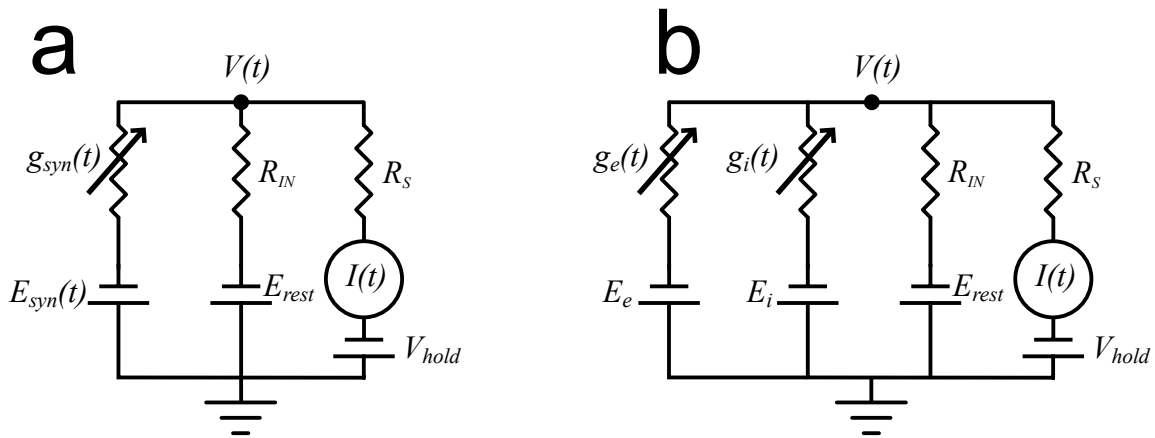 a
V(t)
g_syn(t)
R_IN
R_S
E_syn(t)
E_rest
I(t)
V_hold
b
V(t)
g_e(t)
g_i(t)
R_IN
R_S
E_e
E_i
E_rest
I(t)
V_hold